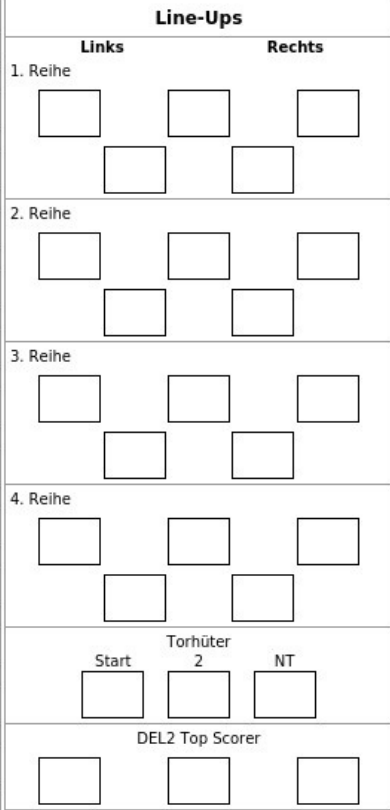 Line-Ups
Links Rechts
1. Reihe
2. Reihe
3. Reihe
4. Reihe
Torhüter
Start 2 NT
DEL2 Top Scorer